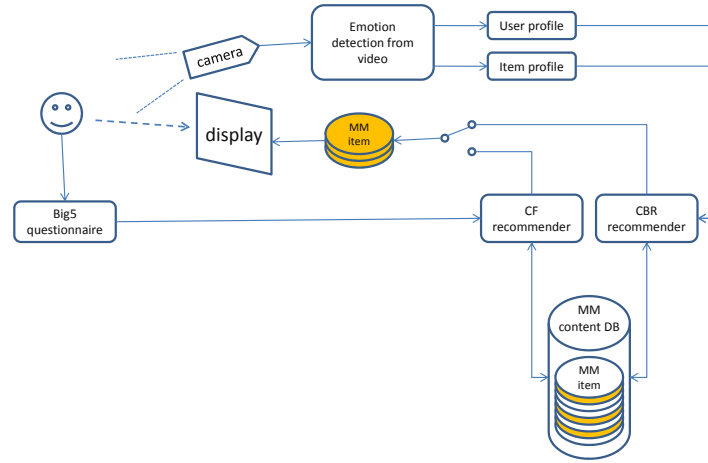 camera
Emotion
detection from
video
User profile
Item profile
display
MM
item
Big5
questionnaire
CF
recommender
CBR
recommender
MM
content DB
MM
item